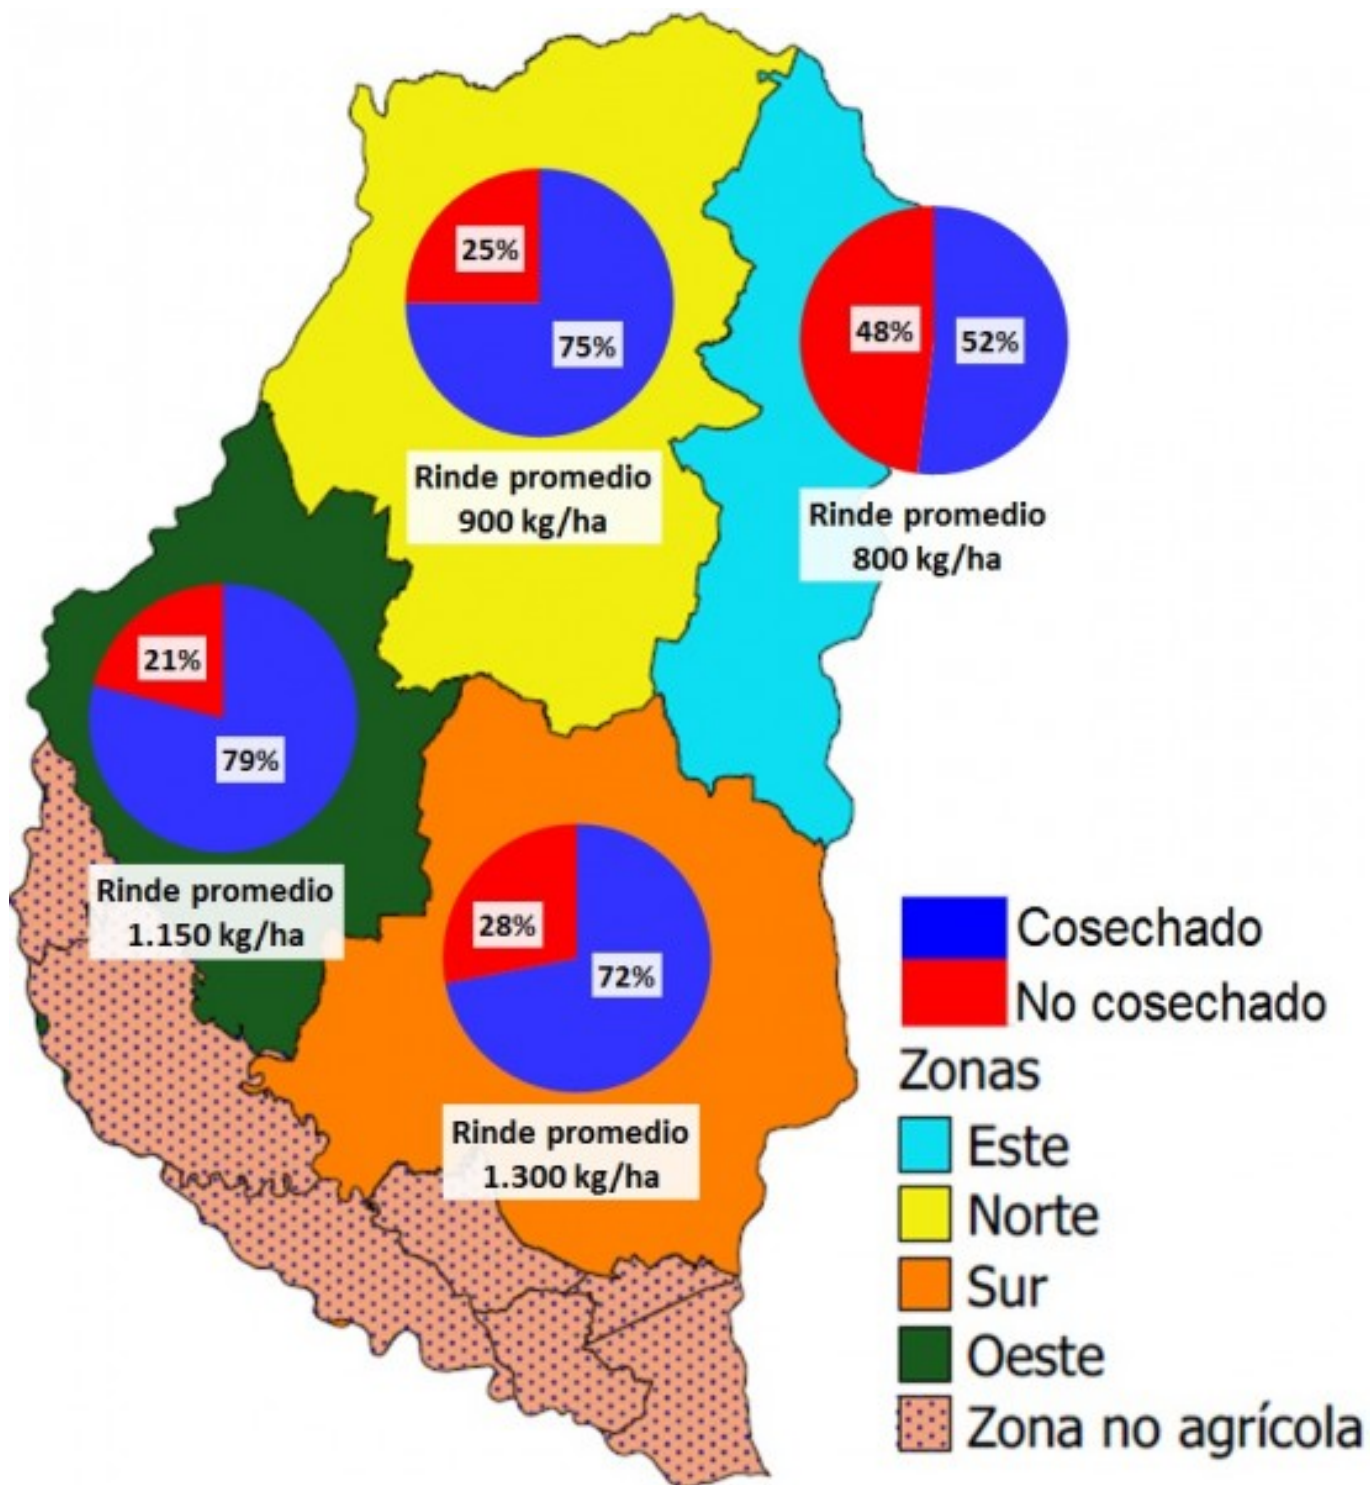 25%
75%
Rinde promedio
900 kg/ha
48%
52%
Rinde promedio
800 kg/ha
21%
79%
Rinde promedio
1.150 kg/ha
28%
72%
Rinde promedio
1.300 kg/ha
Cosechado
No cosechado
Zonas
Este
Norte
Sur
Oeste
Zona no agrícola